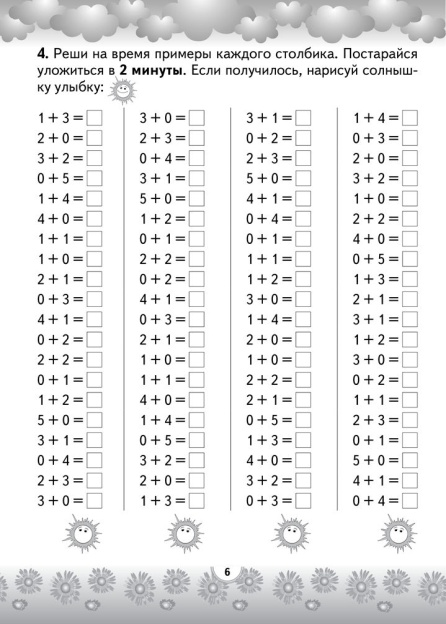 4. Реши на время примеры каждого столбика. Постарайся
уложиться в 2 минуты. Если получилось, нарисуй солныш-
ку улыбку:
1 + 3 =
2 + 0 =
3 + 2 =
0 + 5 =
1 + 4 =
4 + 0 =
1 + 1 =
1 + 0 =
2 + 1 =
0 + 3 =
4 + 1 =
0 + 2 =
2 + 2 =
0 + 1 =
1 + 2 =
5 + 0 =
3 + 1 =
0 + 4 =
2 + 3 =
3 + 0 =
3 + 0 =
2 + 3 =
0 + 4 =
3 + 1 =
5 + 0 =
1 + 2 =
0 + 1 =
2 + 2 =
0 + 2 =
4 + 1 =
0 + 3 =
2 + 1 =
1 + 0 =
1 + 1 =
4 + 0 =
1 + 4 =
0 + 5 =
3 + 2 =
2 + 0 =
1 + 3 =
3 + 1 =
0 + 2 =
2 + 3 =
5 + 0 =
4 + 1 =
0 + 4 =
0 + 1 =
1 + 1 =
1 + 2 =
3 + 0 =
1 + 4 =
2 + 0 =
1 + 0 =
2 + 2 =
2 + 1 =
0 + 5 =
1 + 3 =
4 + 0 =
3 + 2 =
0 + 3 =
1 + 4 =
0 + 3 =
2 + 0 =
3 + 2 =
1 + 0 =
2 + 2 =
4 + 0 =
0 + 5 =
1 + 3 =
2 + 1 =
3 + 1 =
1 + 2 =
3 + 0 =
0 + 2 =
1 + 1 =
2 + 3 =
0 + 1 =
5 + 0 =
4 + 1 =
0 + 4 =
6